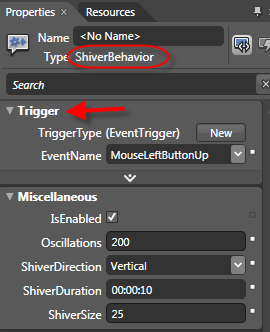 Properties × Resources
Name <No Name>
Type ShiverBehavior
Search
Trigger
TriggerType (EventTrigger) New
EventName MouseLeftButtonUp
Miscellaneous
IsEnabled
Oscillations 200
ShiverDirection Vertical
ShiverDuration 00:00:10
ShiverSize 25